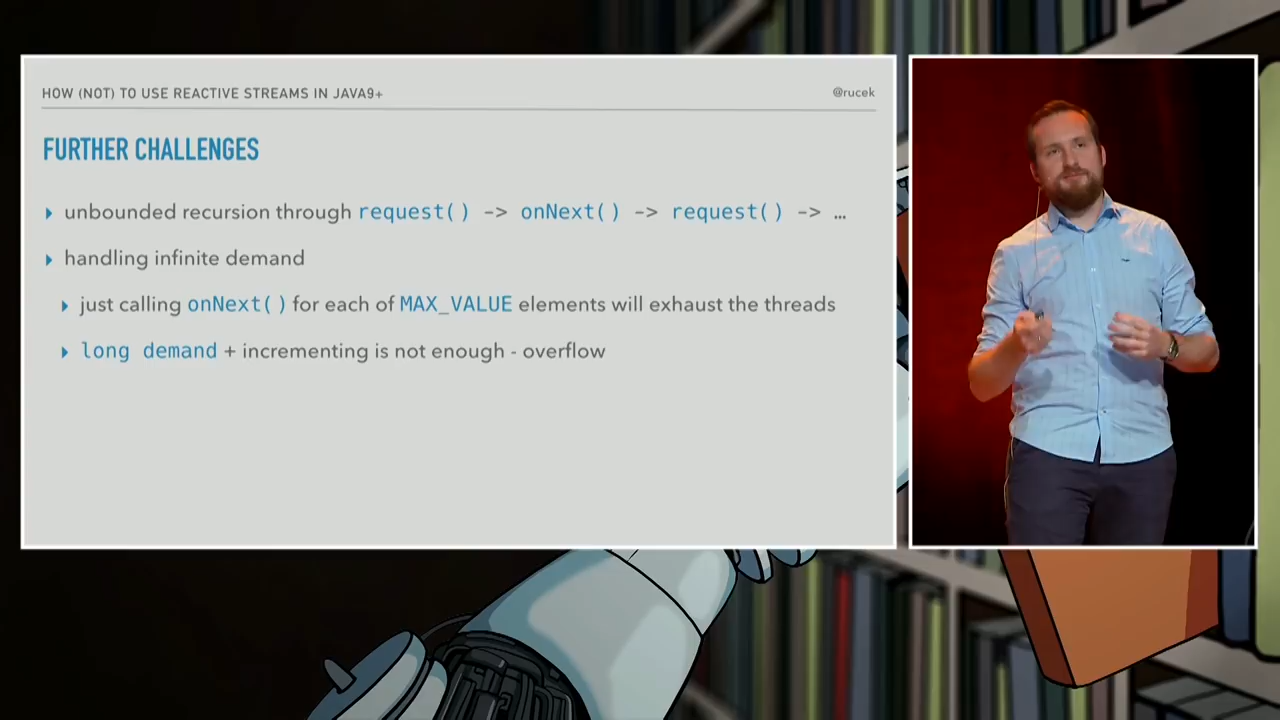 HOW (NOT) TO USE REACTIVE STREAMS IN JAVA9+
@rucek
FURTHER CHALLENGES
unbounded recursion through request() -> onNext() -> request() -> …
handling infinite demand
just calling onNext() for each of MAX_VALUE elements will exhaust the threads
long demand + incrementing is not enough - overflow